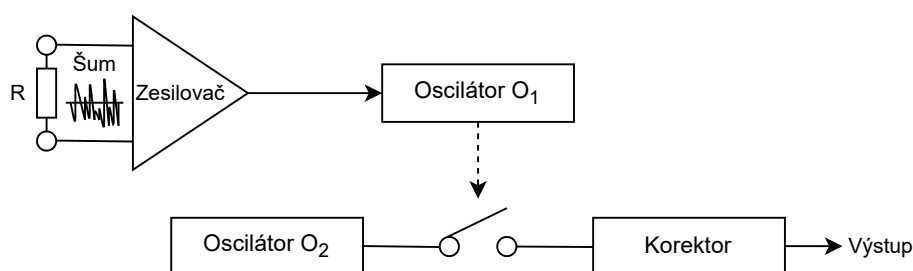 Šum
R
Zesilovač
Oscilátor O₁
Oscilátor O₂
Korektor
Výstup